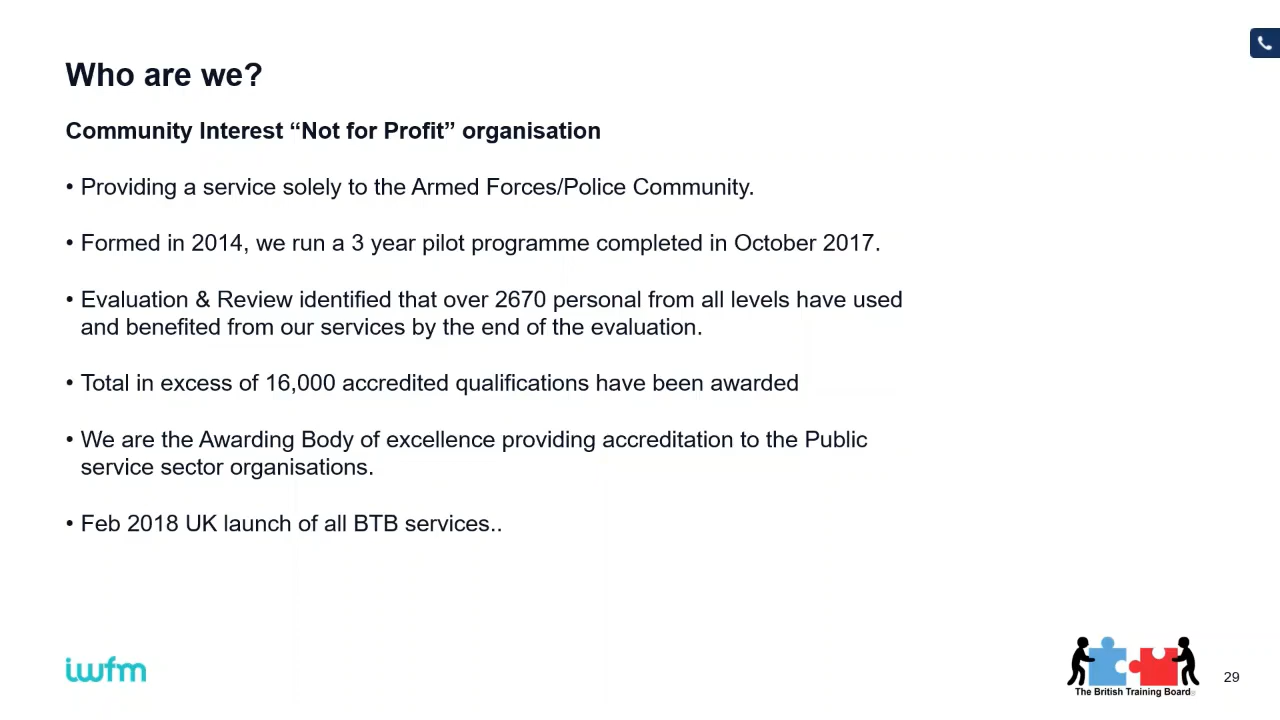 Who are we?
Community Interest “Not for Profit” organisation
• Providing a service solely to the Armed Forces/Police Community.
• Formed in 2014, we run a 3 year pilot programme completed in October 2017.
• Evaluation & Review identified that over 2670 personal from all levels have used
and benefited from our services by the end of the evaluation.
• Total in excess of 16,000 accredited qualifications have been awarded
• We are the Awarding Body of excellence providing accreditation to the Public
service sector organisations.
• Feb 2018 UK launch of all BTB services..
iwfm
The British Training Board
29